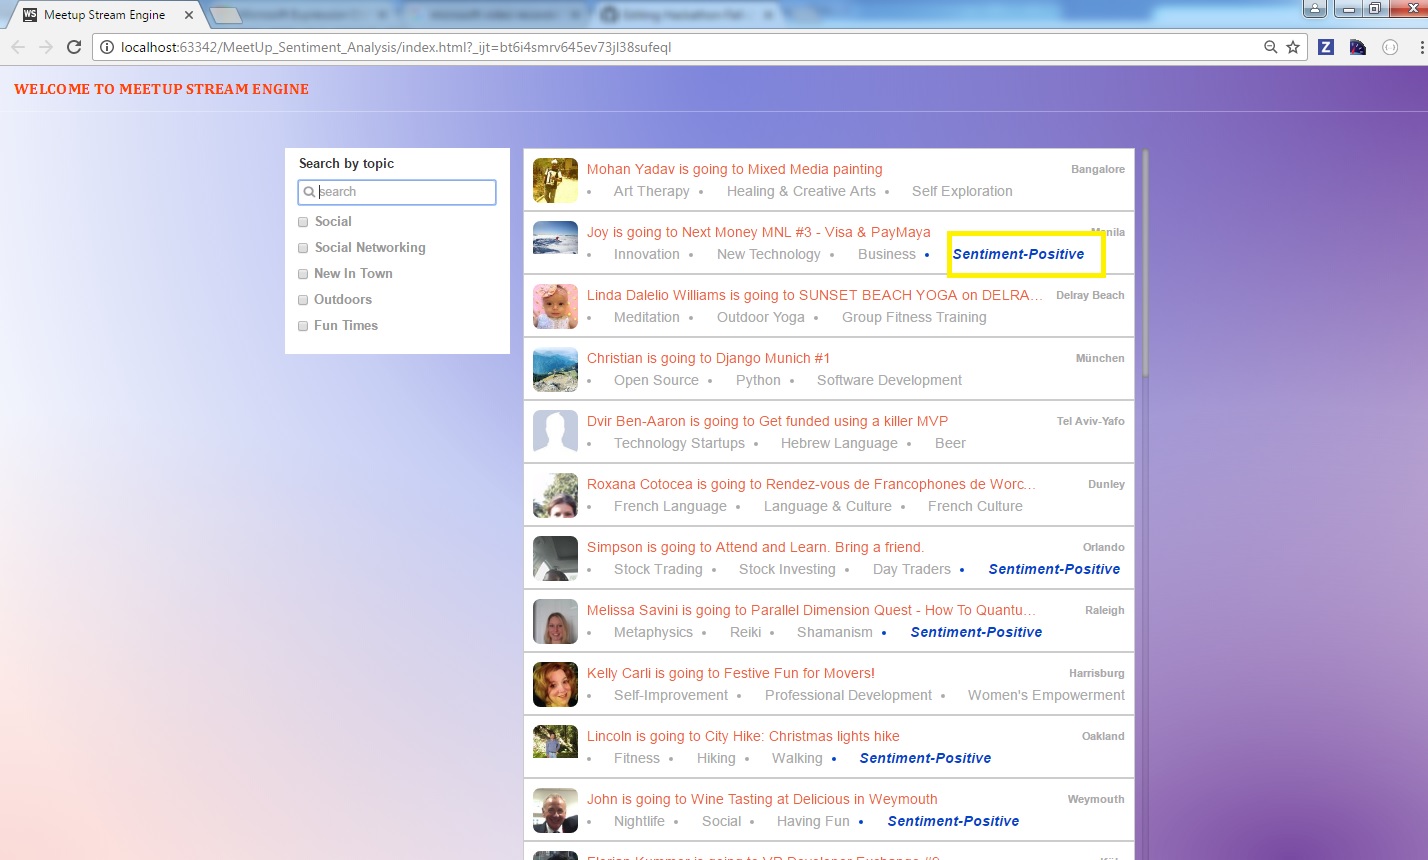 Meetup Stream Engine
localhost:63342/MeetUp_Sentiment_Analysis/index.html?_ijt=bt6i4smrv645ev73jl38sufeql
WELCOME TO MEETUP STREAM ENGINE
Search by topic
search
Social
Social Networking
New In Town
Outdoors
Fun Times
Mohan Yadav is going to Mixed Media painting Bangalore
• Art Therapy • Healing & Creative Arts • Self Exploration
Joy is going to Next Money MNL #3 - Visa & PayMaya Manila
• Innovation • New Technology • Business • Sentiment-Positive
Linda Dalelio Williams is going to SUNSET BEACH YOGA on DELRA... Delray Beach
• Meditation • Outdoor Yoga • Group Fitness Training
Christian is going to Django Munich #1 München
• Open Source • Python • Software Development
Dvir Ben-Aaron is going to Get funded using a killer MVP Tel Aviv-Yafo
• Technology Startups • Hebrew Language • Beer
Roxana Cotocea is going to Rendez-vous de Francophones de Worc... Dunley
• French Language • Language & Culture • French Culture
Simpson is going to Attend and Learn. Bring a friend. Orlando
• Stock Trading • Stock Investing • Day Traders • Sentiment-Positive
Melissa Savini is going to Parallel Dimension Quest - How To Quantu... Raleigh
• Metaphysics • Reiki • Shamanism • Sentiment-Positive
Kelly Carli is going to Festive Fun for Movers! Harrisburg
• Self-Improvement • Professional Development • Women's Empowerment
Lincoln is going to City Hike: Christmas lights hike Oakland
• Fitness • Hiking • Walking • Sentiment-Positive
John is going to Wine Tasting at Delicious in Weymouth Weymouth
• Nightlife • Social • Having Fun • Sentiment-Positive